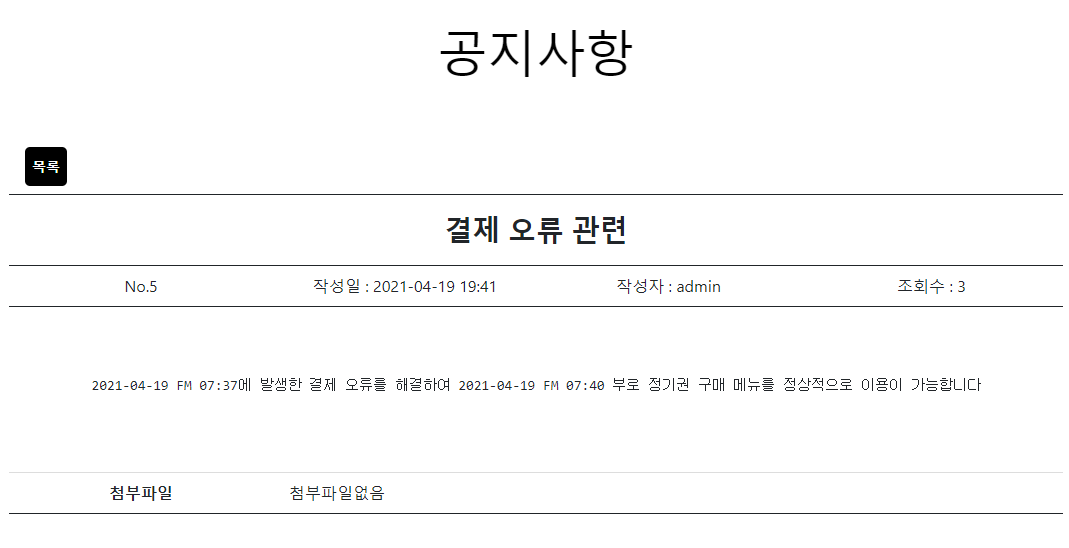 공지사항
목록
결제 오류 관련
No.5 작성일 : 2021-04-19 19:41 작성자 : admin 조회수 : 3
2021-04-19 FM 07:37에 발생한 결제 오류를 해결하여 2021-04-19 FM 07:40 부로 정기권 구매 메뉴를 정상적으로 이용이 가능합니다
첨부파일 첨부파일없음